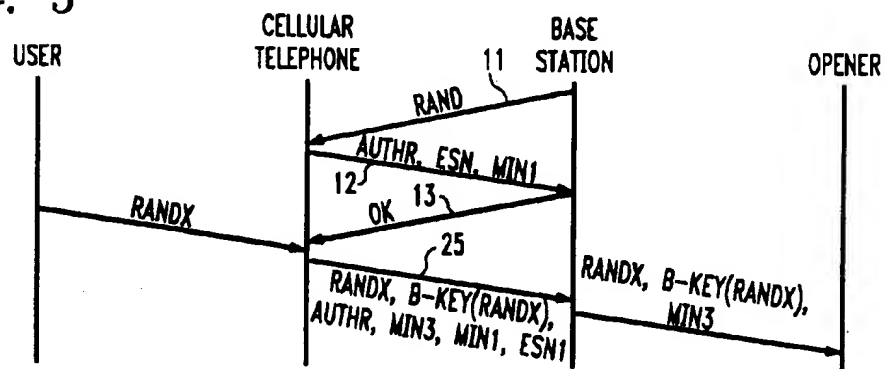 5
USER
CELLULAR
TELEPHONE
BASE
STATION
OPENER
11
RAND
AUTHR, ESN, MIN1
12
13
OK
RANDX
25
RANDX, B-KEY(RANDX),
AUTHR, MIN3, MIN1, ESN1
RANDX, B-KEY(RANDX),
MIN3